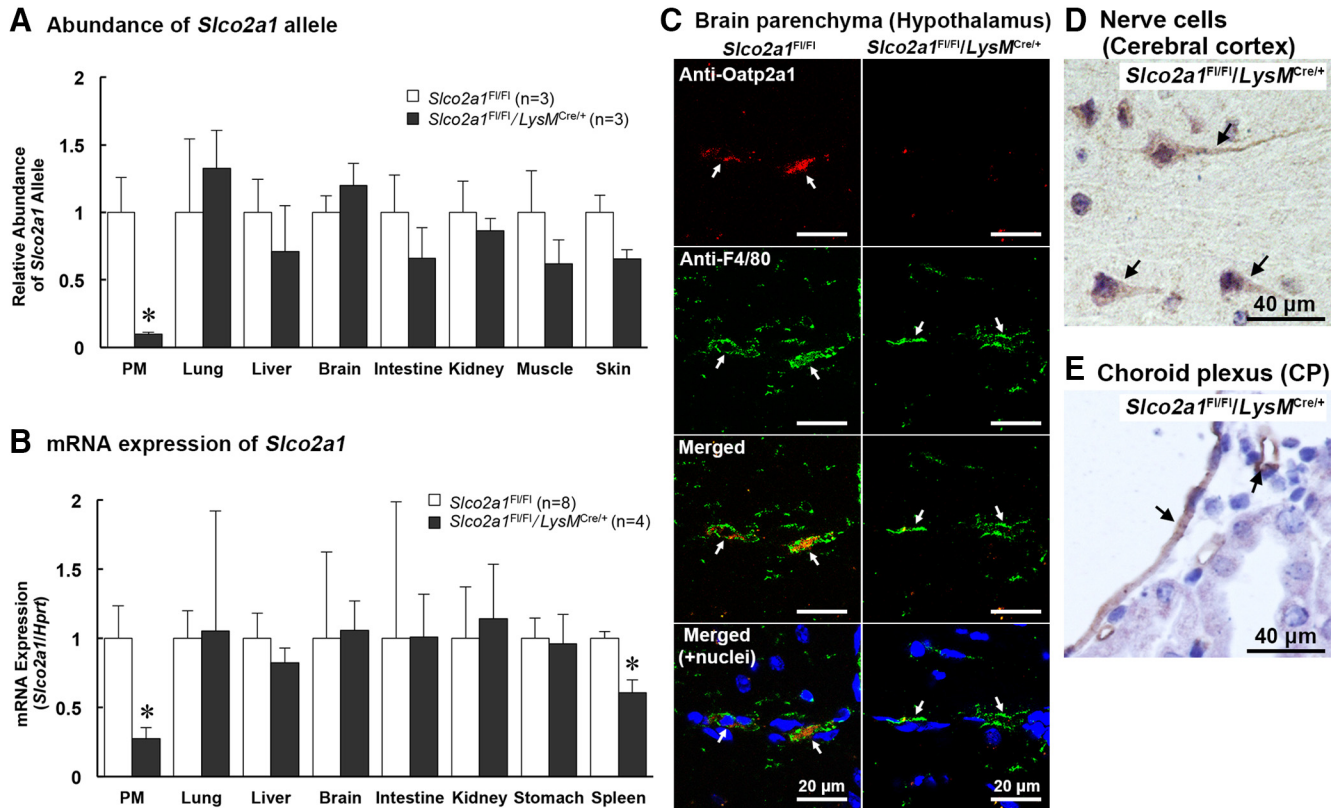 A Abundance of Slco2a1 allele
Relative Abundance
of Slco2a1 Allele
2
1.5
1
0.5
0
Slco2a1Fl/Fl (n=3)
Slco2a1Fl/Fl/LysMCre/+ (n=3)
*
PM Lung Liver Brain Intestine Kidney Muscle Skin
B mRNA expression of Slco2a1
mRNA Expression
(Slco2a1/Hprt)
2
1.5
1
0.5
0
Slco2a1Fl/Fl (n=8)
Slco2a1Fl/Fl/LysMCre/+ (n=4)
*
*
PM Lung Liver Brain Intestine Kidney Stomach Spleen
C Brain parenchyma (Hypothalamus)
Slco2a1Fl/Fl Slco2a1Fl/Fl/LysMCre/+
Anti-Oatp2a1
Anti-F4/80
Merged
Merged
(+nuclei)
20 µm 20 µm
D Nerve cells
(Cerebral cortex)
Slco2a1Fl/Fl/LysMCre/+
40 µm
E Choroid plexus (CP)
Slco2a1Fl/Fl/LysMCre/+
40 µm